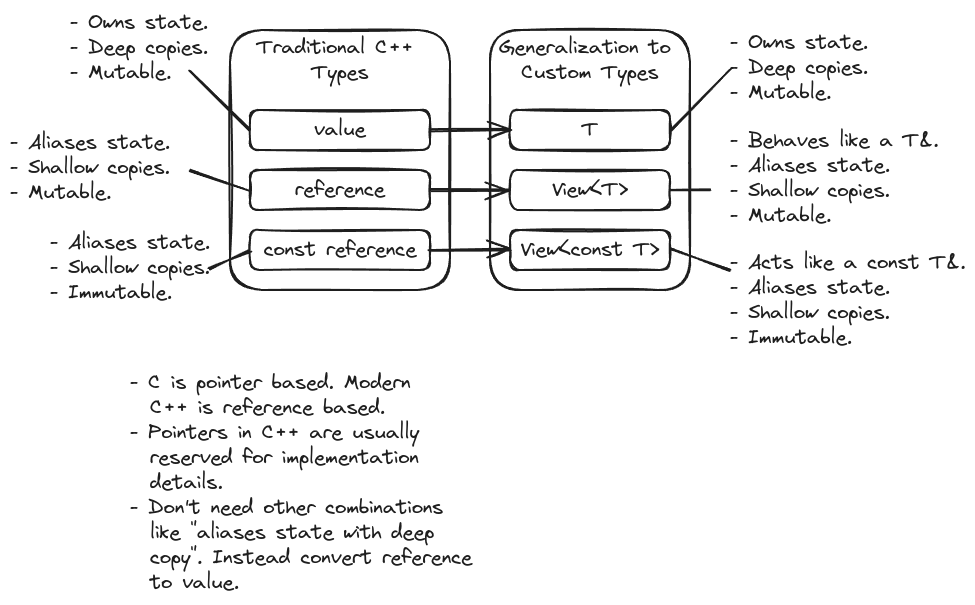 - Owns state.
- Deep copies.
- Mutable.
- Aliases state.
- Shallow copies.
- Mutable.
- Aliases state.
- Shallow copies.
- Immutable.
Traditional C++
Types
value
reference
const reference
Generalization to
Custom Types
T
View<T>
View<const T>
- Owns state.
- Deep copies.
- Mutable.
- Behaves like a T&.
- Aliases state.
- Shallow copies.
- Mutable.
- Acts like a const T&.
- Aliases state.
- Shallow copies.
- Immutable.
- C is pointer based. Modern
C++ is reference based.
- Pointers in C++ are usually
reserved for implementation
details.
- Don't need other combinations
like "aliases state with deep
copy". Instead convert reference
to value.